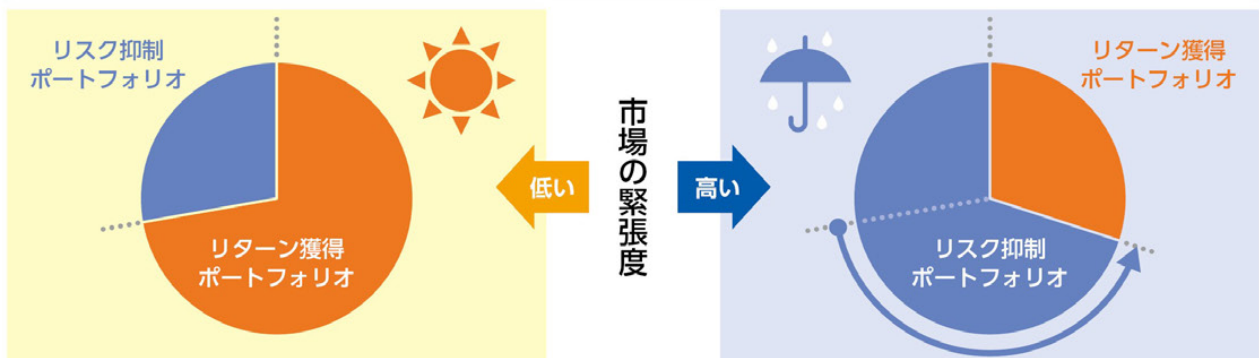 リスク抑制
ポートフォリオ
リターン獲得
ポートフォリオ
低い
市場の緊張度
高い
リターン獲得
ポートフォリオ
リスク抑制
ポートフォリオ